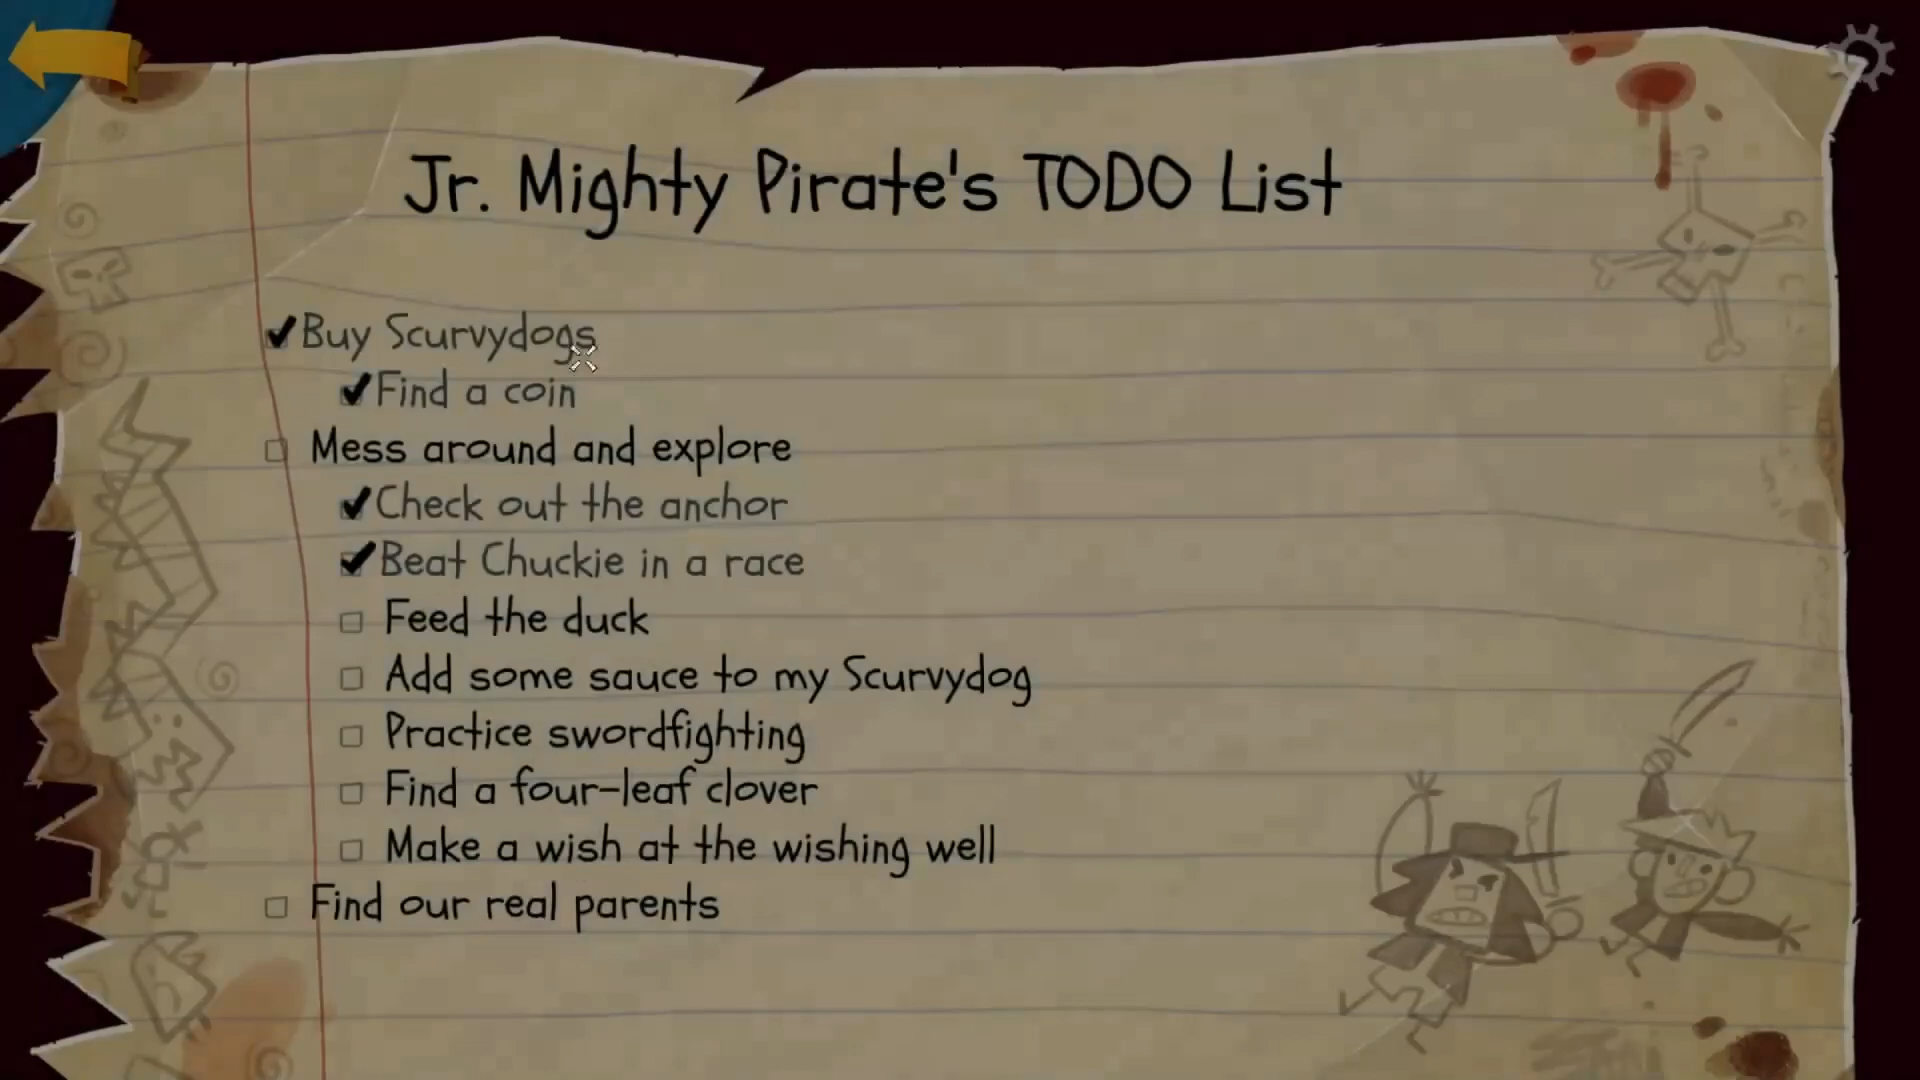 Jr. Mighty Pirate's TODO List
Buy Scurvydogs
Find a coin
Mess around and explore
Check out the anchor
Beat Chuckie in a race
Feed the duck
Add some sauce to my Scurvydog
Practice swordfighting
Find a four-leaf clover
Make a wish at the wishing well
Find our real parents